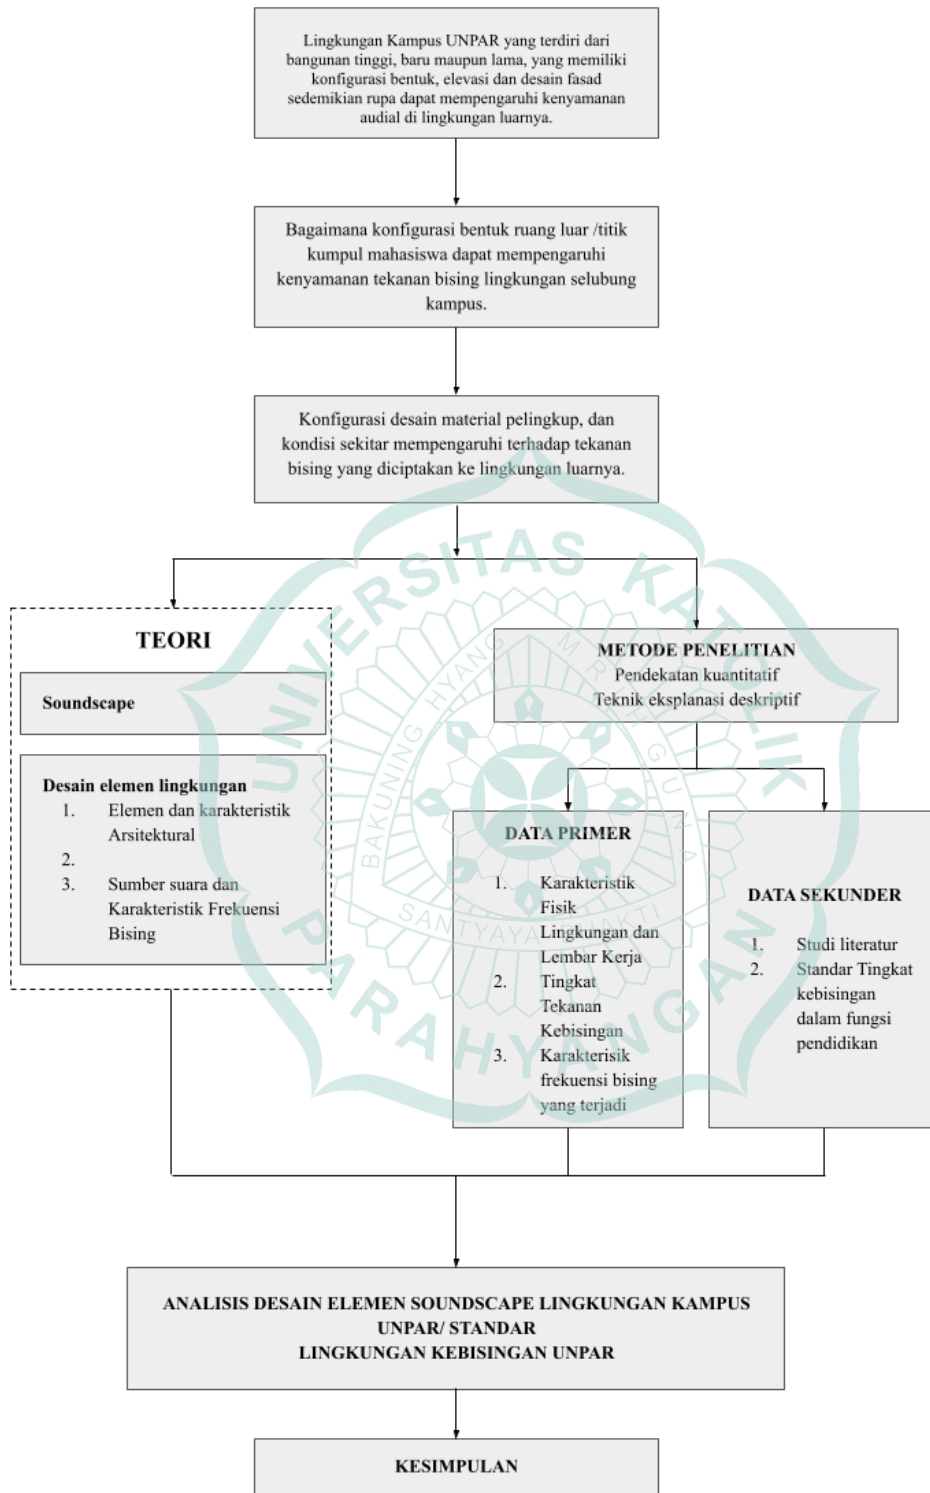 Lingkungan Kampus UNPAR yang terdiri dari
bangunan tinggi, baru maupun lama, yang memiliki
konfigurasi bentuk, elevasi dan desain fasad
sedemikian rupa dapat mempengaruhi kenyamanan
audial di lingkungan luarnya.
Bagaimana konfigurasi bentuk ruang luar /titik
kumpul mahasiswa dapat mempengaruhi
kenyamanan tekanan bising lingkungan selubung
kampus.
Konfigurasi desain material pelingkup, dan
kondisi sekitar mempengaruhi terhadap tekanan
bising yang diciptakan ke lingkungan luarnya.
TEORI
Soundscape
Desain elemen lingkungan
1. Elemen dan karakteristik
Arsitektural
2.
3. Sumber suara dan
Karakteristik Frekuensi
Bising
METODE PENELITIAN
Pendekatan kuantitatif
Teknik eksplanasi deskriptif
DATA PRIMER
1. Karakteristik
Fisik
Lingkungan dan
Lembar Kerja
2. Tingkat
Tekanan
Kebisingan
3. Karakterisik
frekuensi bising
yang terjadi
DATA SEKUNDER
1. Studi literatur
2. Standar Tingkat
kebisingan
dalam fungsi
pendidikan
ANALISIS DESAIN ELEMEN SOUNDSCAPE LINGKUNGAN KAMPUS
UNPAR/ STANDAR
LINGKUNGAN KEBISINGAN UNPAR
KESIMPULAN
UNIVERSITAS KATOLIK
PARAHYANGAN
BAKUNING HYANG MRIH GUNA
SANTYAYA BHAKTI